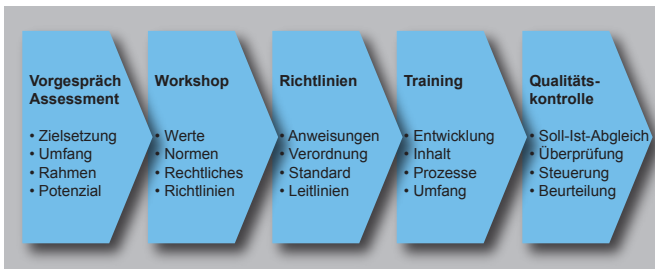 Vorgespräch
Assessment
• Zielsetzung
• Umfang
• Rahmen
• Potenzial
Workshop
• Werte
• Normen
• Rechtliches
• Richtlinien
Richtlinien
• Anweisungen
• Verordnung
• Standard
• Leitlinien
Training
• Entwicklung
• Inhalt
• Prozesse
• Umfang
Qualitäts-
kontrolle
• Soll-Ist-Abgleich
• Überprüfung
• Steuerung
• Beurteilung